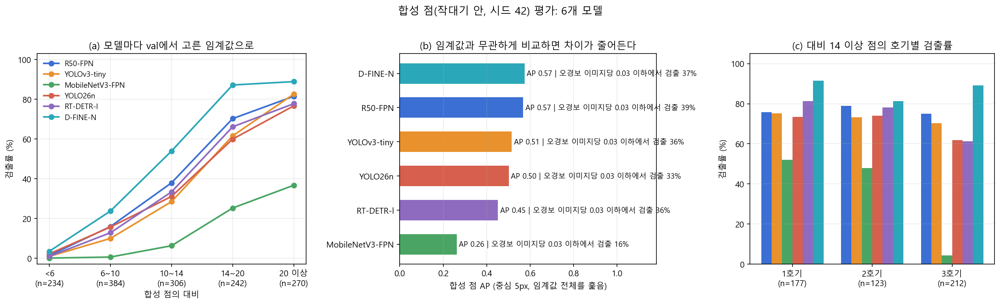 합성 점(작대기 안, 시드 42) 평가: 6개 모델
(a) 모델마다 val에서 고른 임계값으로
검출률 (%)
100
80
60
40
20
0
R50-FPN
YOLOv3-tiny
MobileNetV3-FPN
YOLO26n
RT-DETR-l
D-FINE-N
<6
(n=234)
6~10
(n=384)
10~14
(n=306)
14~20
(n=242)
20 이상
(n=270)
합성 점의 대비
(b) 임계값과 무관하게 비교하면 차이가 줄어든다
D-FINE-N
AP 0.57 | 오경보 이미지당 0.03 이하에서 검출 37%
R50-FPN
AP 0.57 | 오경보 이미지당 0.03 이하에서 검출 39%
YOLOv3-tiny
AP 0.51 | 오경보 이미지당 0.03 이하에서 검출 36%
YOLO26n
AP 0.50 | 오경보 이미지당 0.03 이하에서 검출 33%
RT-DETR-l
AP 0.45 | 오경보 이미지당 0.03 이하에서 검출 36%
MobileNetV3-FPN
AP 0.26 | 오경보 이미지당 0.03 이하에서 검출 16%
0.0 0.2 0.4 0.6 0.8 1.0
합성 점 AP (중심 5px, 임계값 전체를 훑음)
(c) 대비 14 이상 점의 호기별 검출률
검출률 (%)
100
80
60
40
20
0
1호기
(n=177)
2호기
(n=123)
3호기
(n=212)